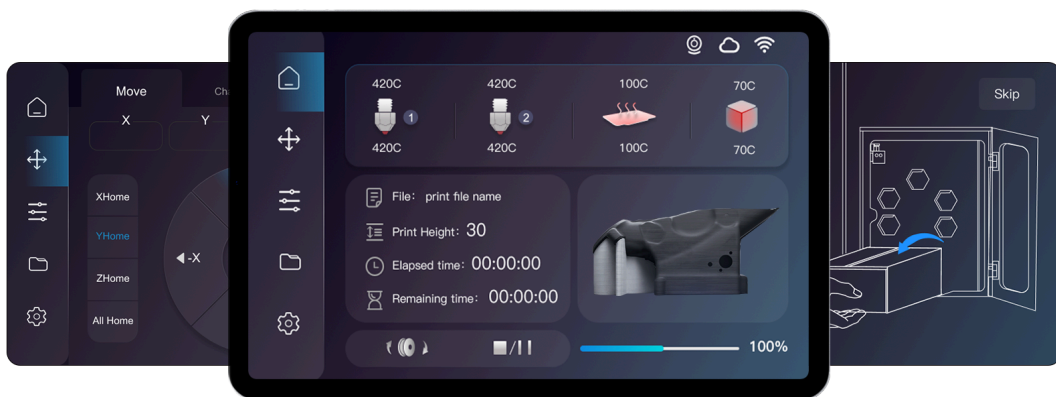 Move
Ch
X
Y
XHome
YHome
ZHome
All Home
-X
420C
420C
100C
70C
1
2
420C
420C
100C
70C
File: print file name
Print Height: 30
Elapsed time: 00:00:00
Remaining time: 00:00:00
100%
Skip